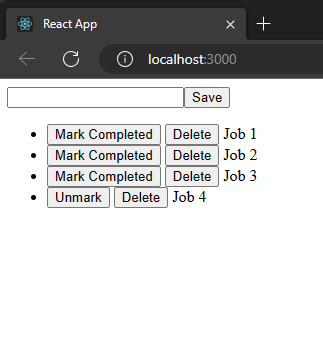 React App
localhost:3000
Save
Mark Completed Delete Job 1
Mark Completed Delete Job 2
Mark Completed Delete Job 3
Unmark Delete Job 4